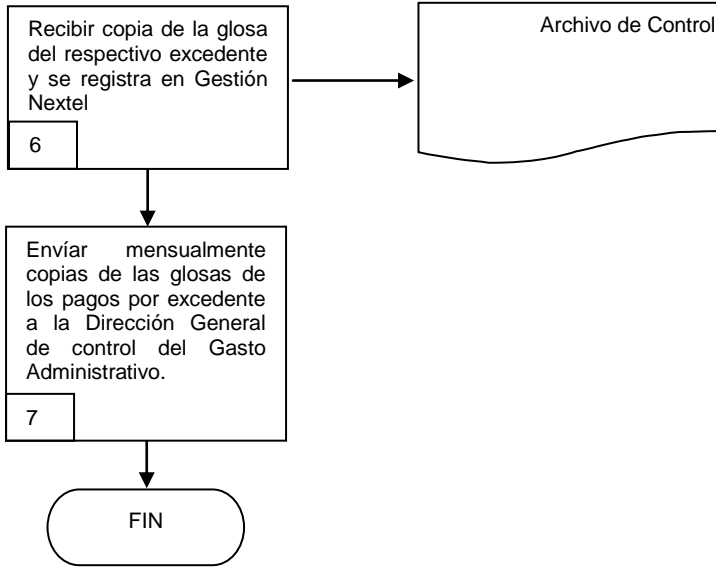 Recibir copia de la glosa
del respectivo excedente
y se registra en Gestión
Nextel
6
Archivo de Control
Envíar mensualmente
copias de las glosas de
los pagos por excedente
a la Dirección General
de control del Gasto
Administrativo.
7
FIN